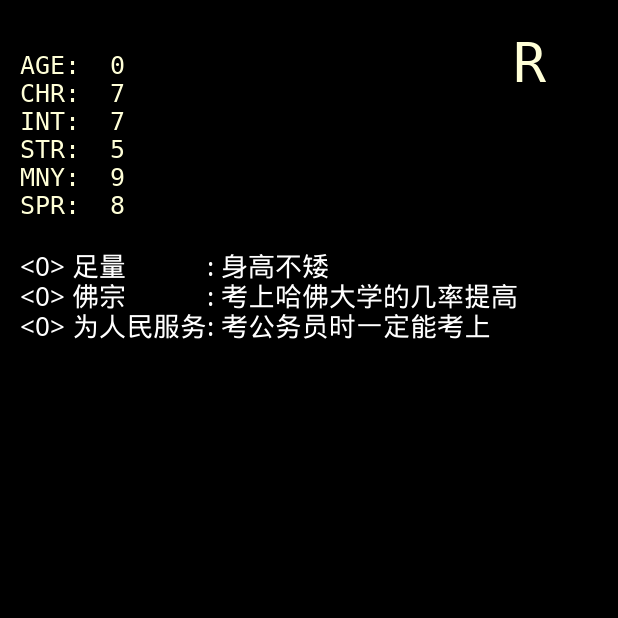 R
AGE: 0
CHR: 7
INT: 7
STR: 5
MNY: 9
SPR: 8
<O> 足量 : 身高不矮
<O> 佛宗 : 考上哈佛大学的几率提高
<O> 为人民服务: 考公务员时一定能考上